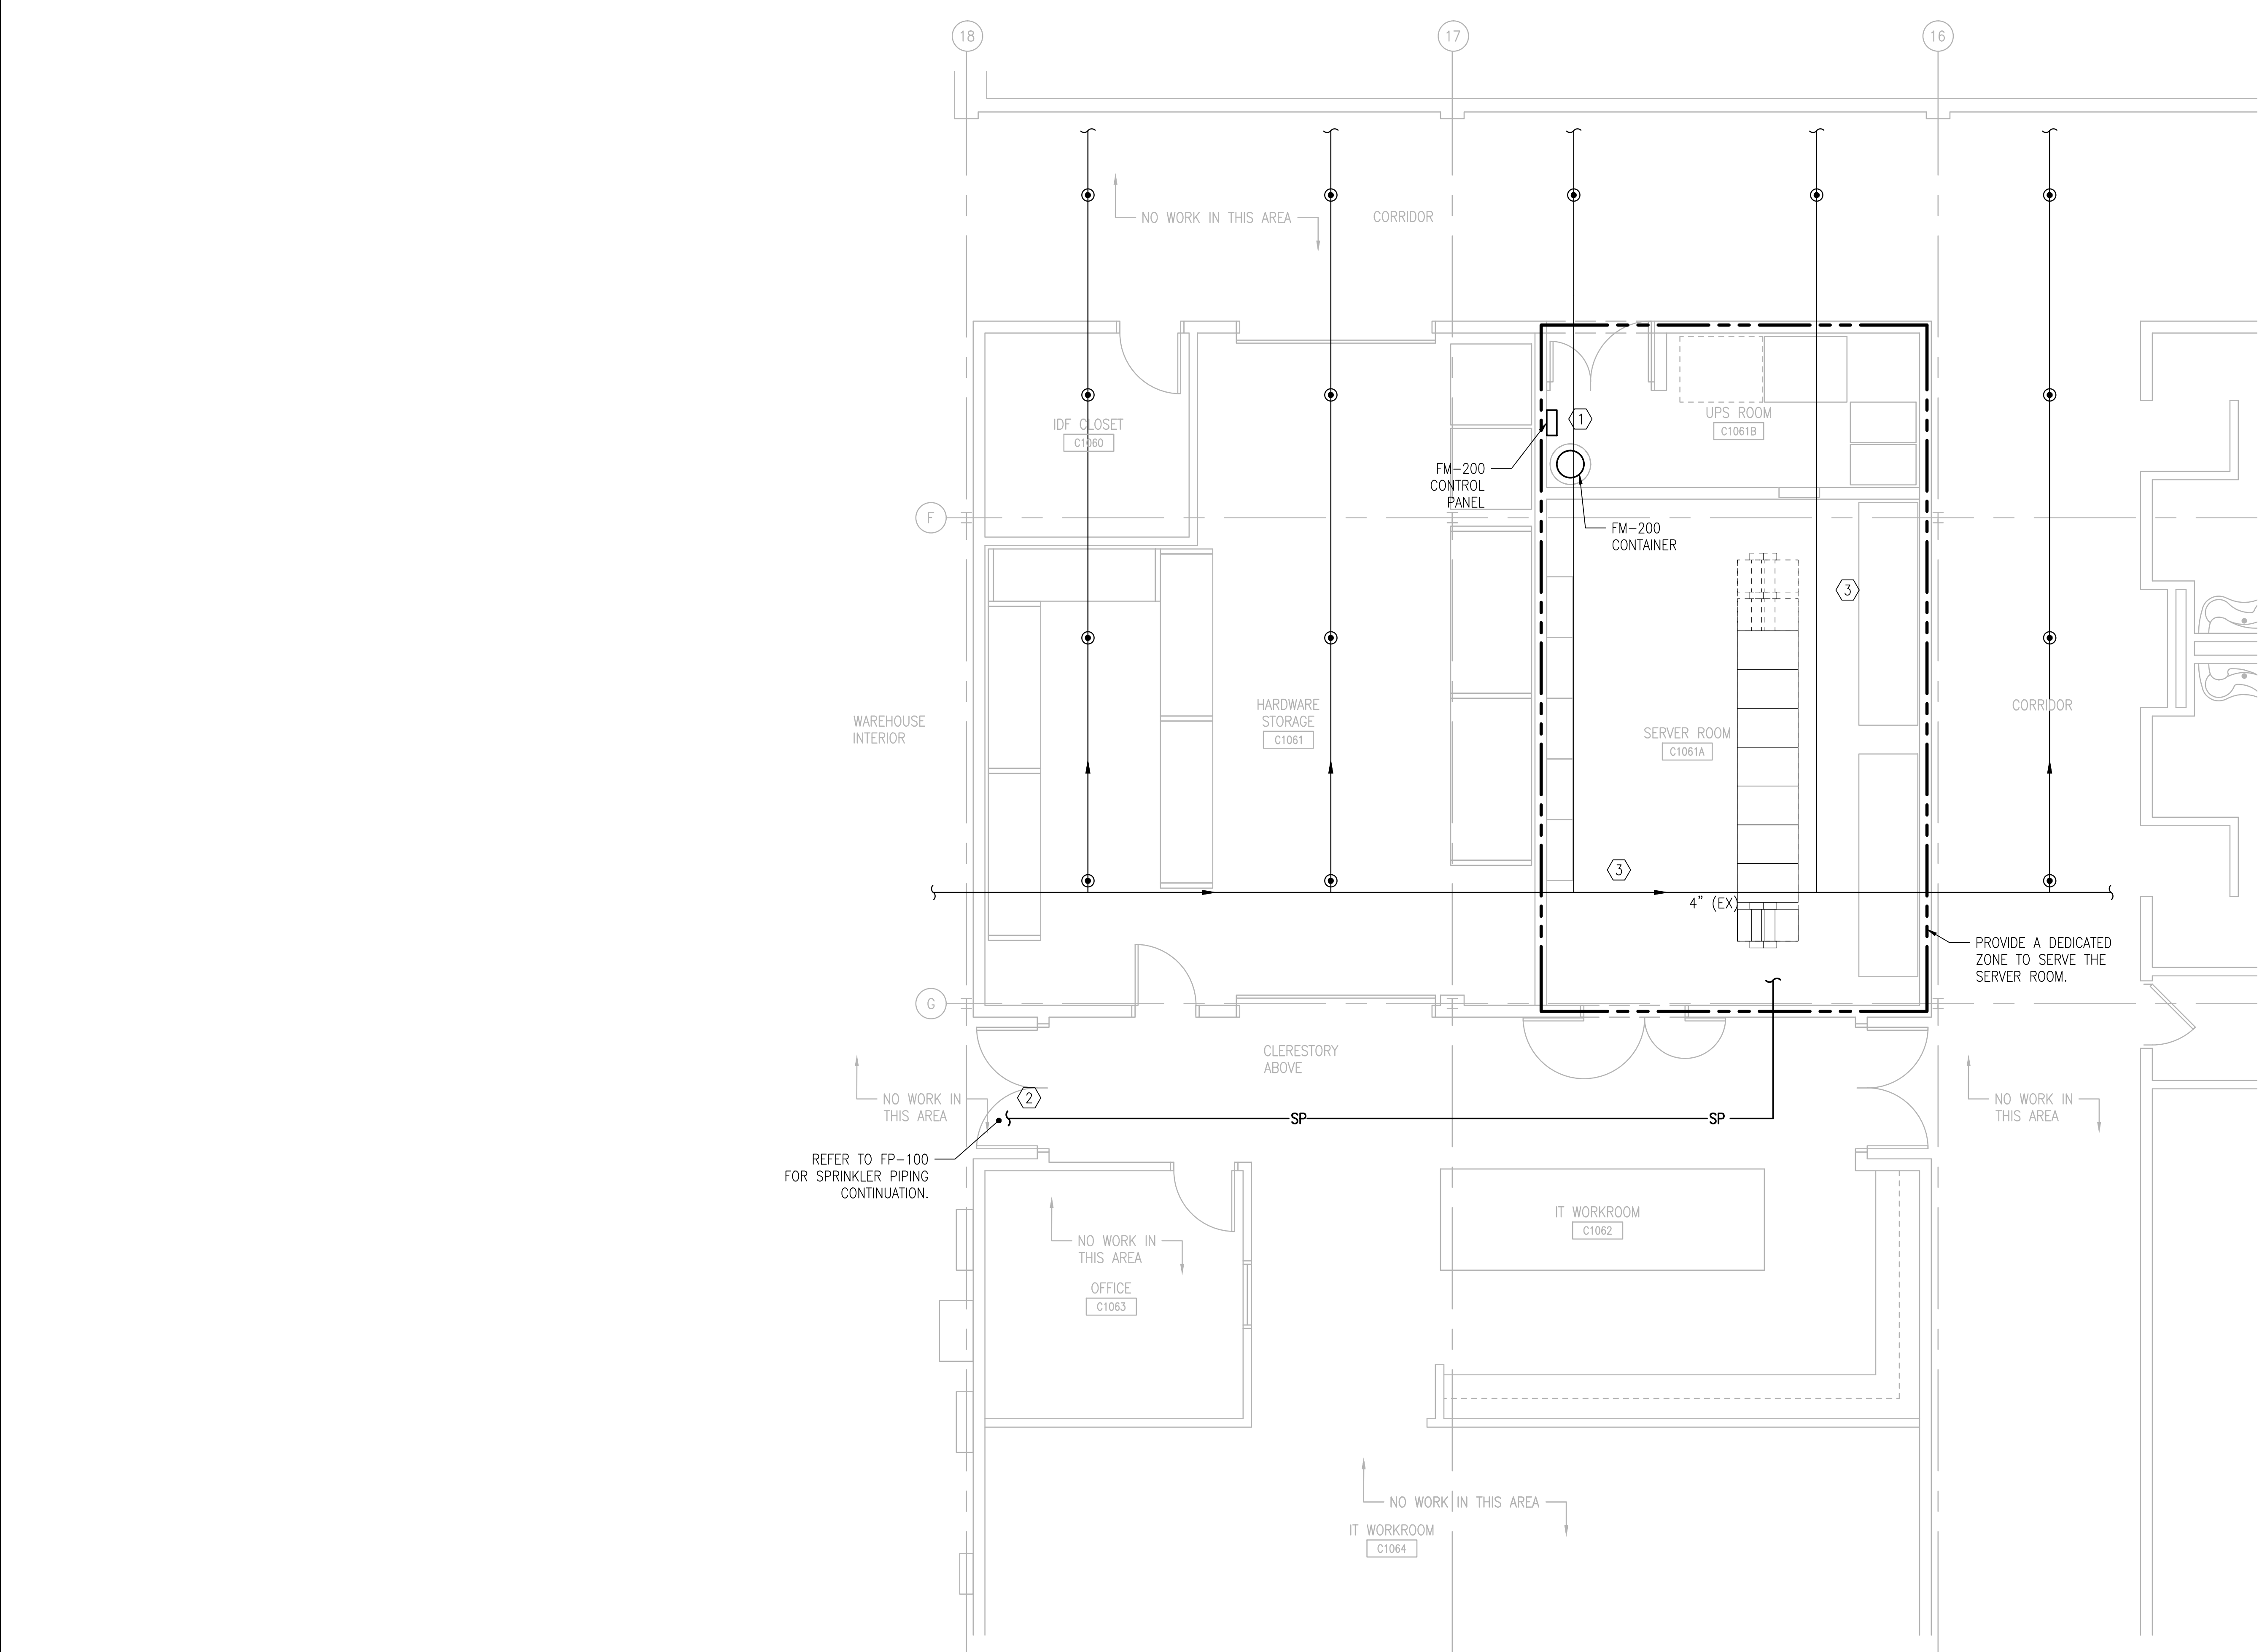 18
17
16
NO WORK IN THIS AREA
CORRIDOR
IDF CLOSET
C1060
1
UPS ROOM
C1061B
FM-200
CONTROL
PANEL
F
FM-200
CONTAINER
3
WAREHOUSE
INTERIOR
HARDWARE
STORAGE
C1061
SERVER ROOM
C1061A
CORRIDOR
3
4" (EX)
PROVIDE A DEDICATED
ZONE TO SERVE THE
SERVER ROOM.
G
CLERESTORY
ABOVE
NO WORK IN
THIS AREA
2
SP
SP
NO WORK IN
THIS AREA
REFER TO FP-100
FOR SPRINKLER PIPING
CONTINUATION.
IT WORKROOM
C1062
NO WORK IN
THIS AREA
OFFICE
C1063
NO WORK IN THIS AREA
IT WORKROOM
C1064